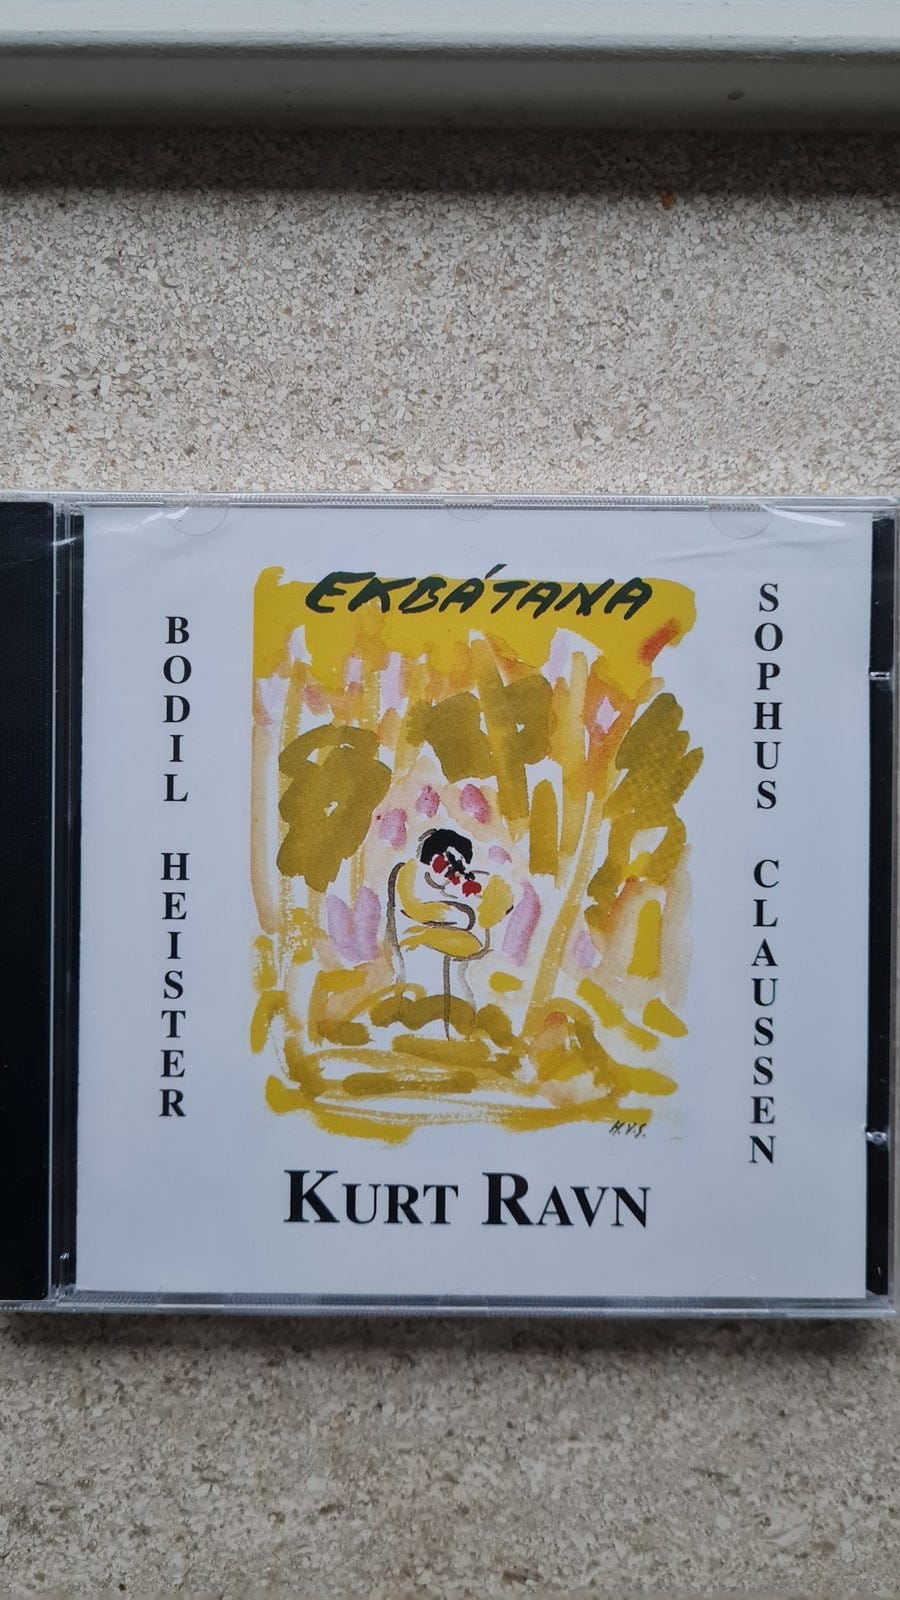 EKBÁTANA
BODIL HEISTER
SOPHUS CLAUSSEN
H.V.S.
KURT RAVN